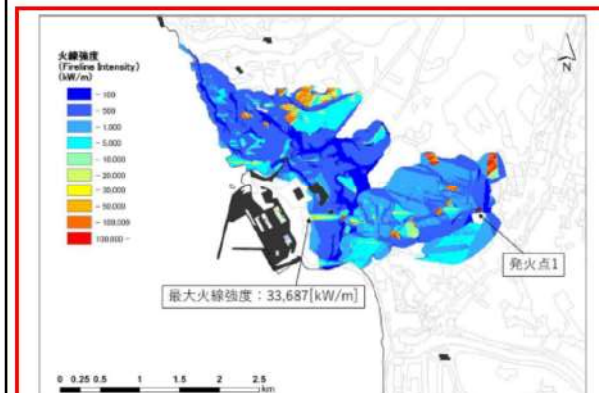 火線強度
(Fireline Intensity)
(kW/m)
- 100
- 500
- 1,000
- 5,000
- 10,000
- 20,000
- 30,000
- 50,000
- 100,000
100,000 -
N
発火点1
最大火線強度：33,687[kW/m]
0 0.25 0.5 1 1.5 2 2.5
km